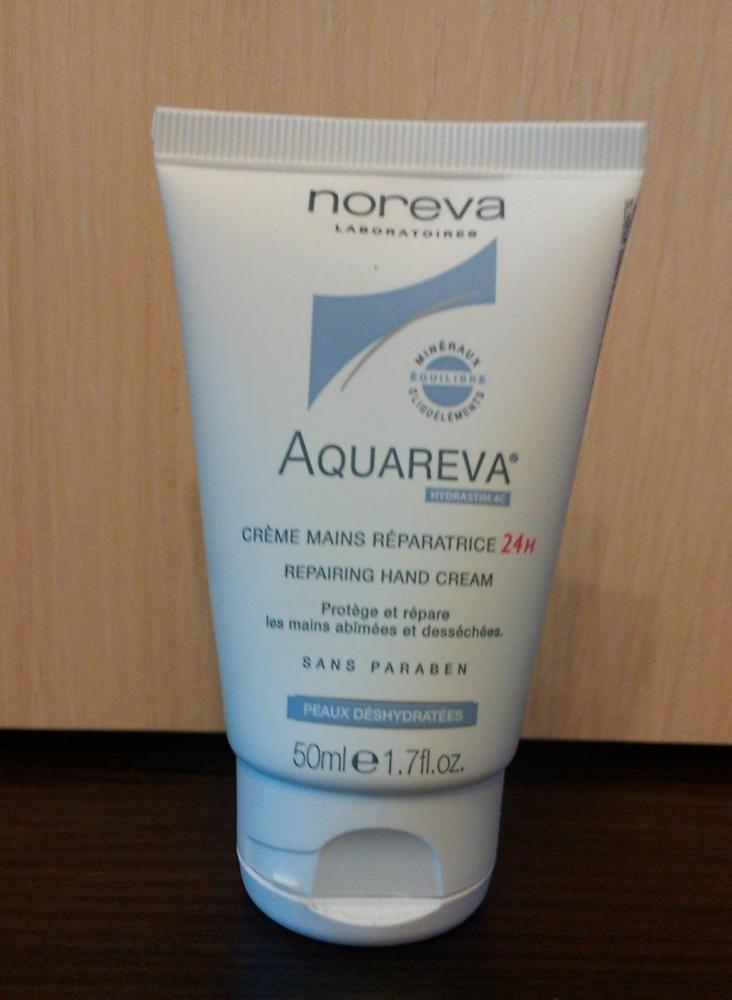 noreva
LABORATOIRES
MINÉRAUX
ÉQUILIBRE
OLIGOÉLÉMENTS
AQUAREVA®
HYDRASTIM 4C
CRÈME MAINS RÉPARATRICE 24H
REPAIRING HAND CREAM
Protège et répare
les mains abîmées et desséchées.
SANS PARABEN
PEAUX DÉSHYDRATÉES
50ml e 1.7fl.oz.